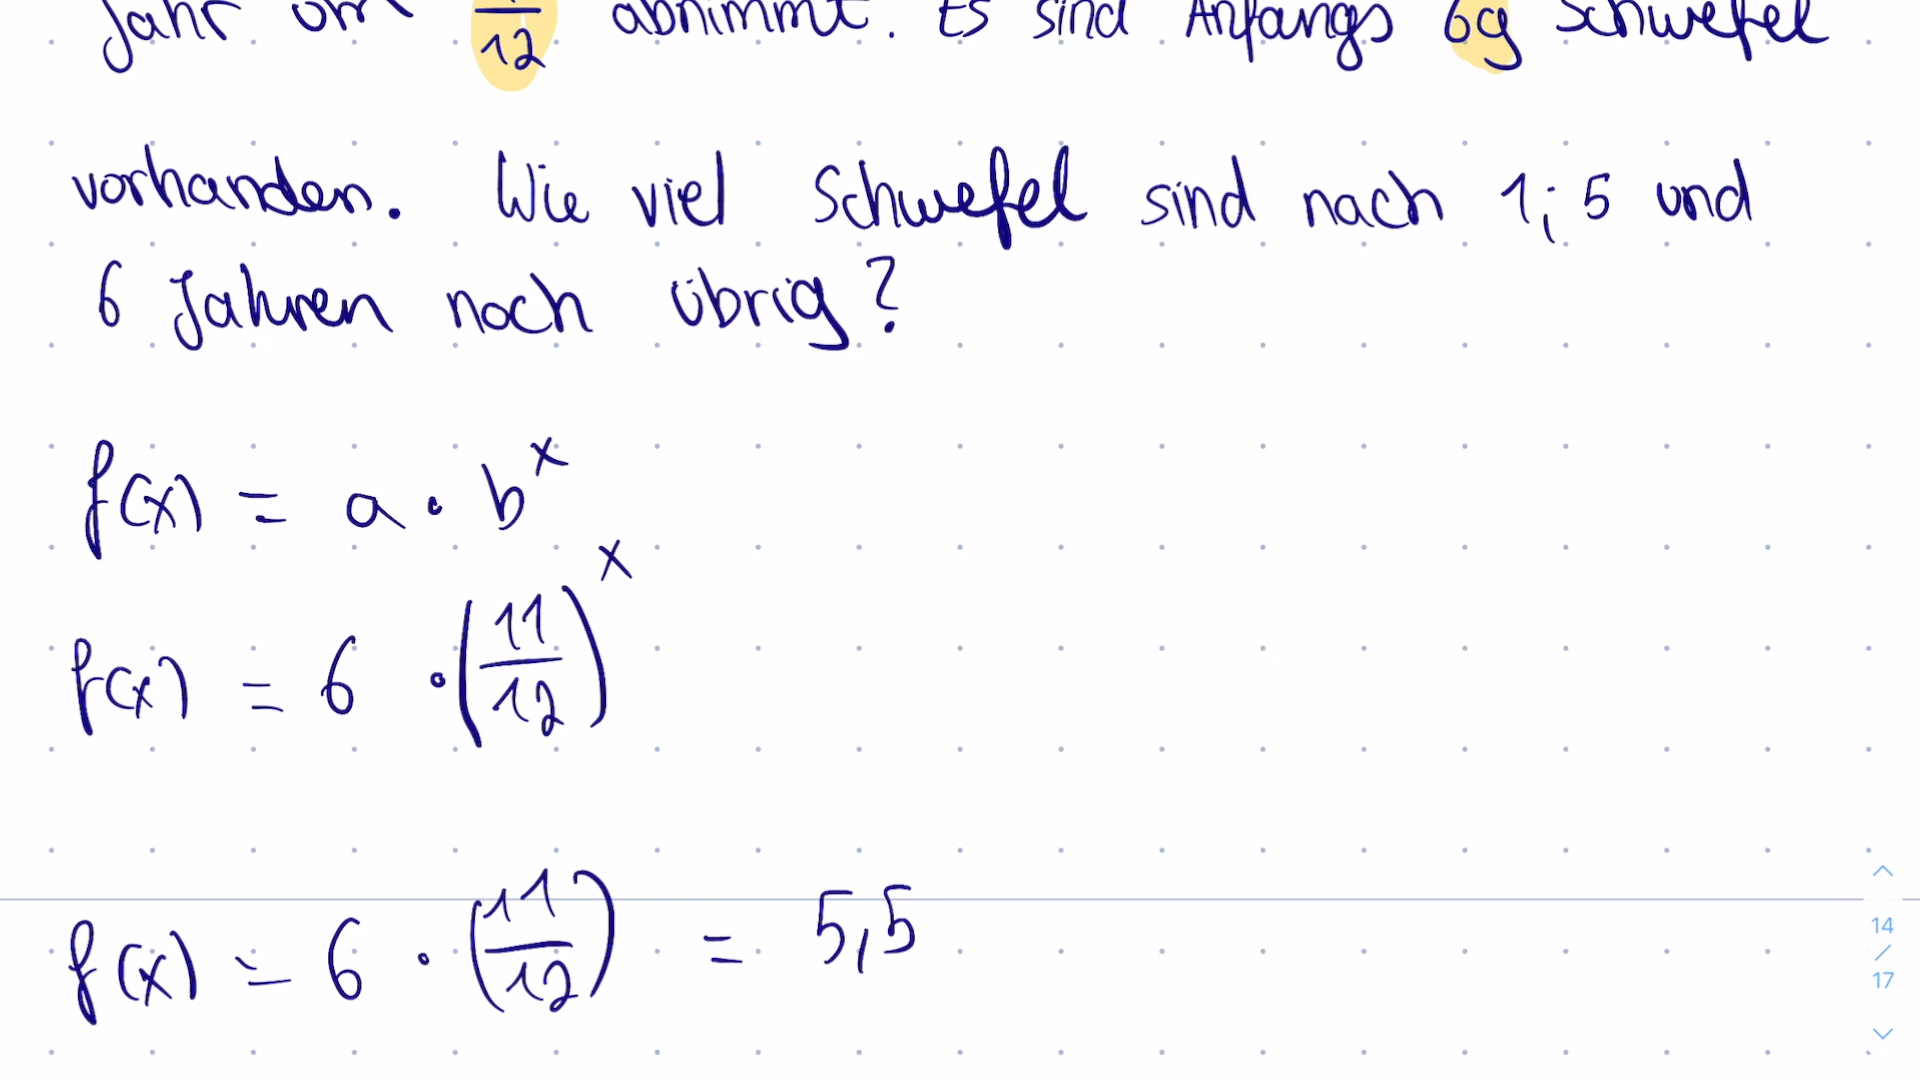 Jahr um 1/12 abnimmt. Es sind Anfangs 6g Schwefel
vorhanden. Wie viel Schwefel sind nach 1; 5 und
6 Jahren noch übrig?
f(x) = a · b^x
f(x) = 6 · (11/12)^x
f(x) = 6 · (11/12) = 5,5
14
/
17